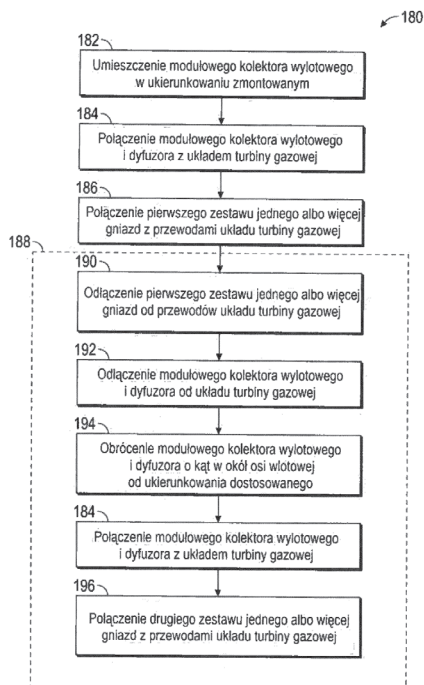 180
182
Umieszczenie modułowego kolektora wylotowego
w ukierunkowaniu zmontowanym
184
Połączenie modułowego kolektora wylotowego
i dyfuzora z układem turbiny gazowej
186
Połączenie pierwszego zestawu jednego albo więcej
gniazd z przewodami układu turbiny gazowej
188
190
Odłączenie pierwszego zestawu jednego albo więcej
gniazd od przewodów układu turbiny gazowej
192
Odłączenie modułowego kolektora wylotowego
i dyfuzora od układu turbiny gazowej
194
Obrócenie modułowego kolektora wylotowego
i dyfuzora o kąt w okół osi wlotowej
od ukierunkowania dostosowanego
184
Połączenie modułowego kolektora wylotowego
i dyfuzora z układem turbiny gazowej
196
Połączenie drugiego zestawu jednego albo więcej
gniazd z przewodami układu turbiny gazowej